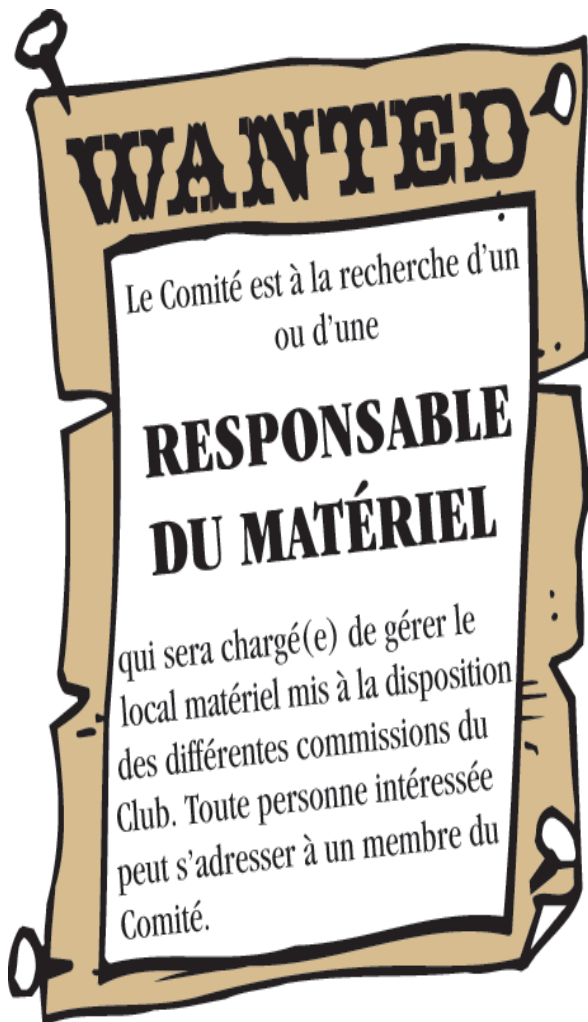 WANTED
Le Comité est à la recherche d'un
ou d'une
RESPONSABLE
DU MATÉRIEL
qui sera chargé(e) de gérer le
local matériel mis à la disposition
des différentes commissions du
Club. Toute personne intéressée
peut s'adresser à un membre du
Comité.